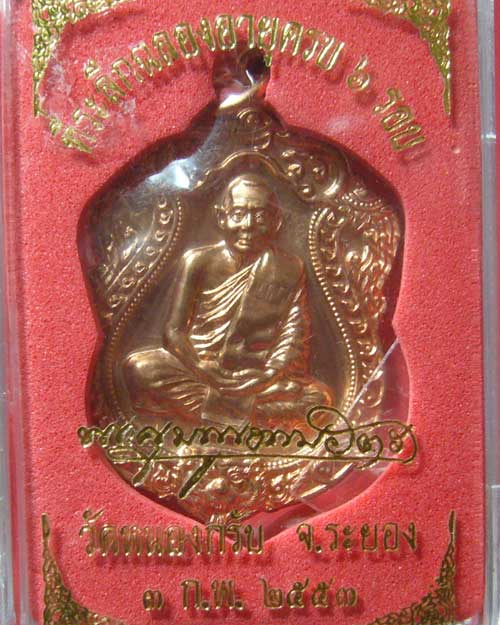 ที่ระลึกฉลองอายุครบ ๖ รอบ
วัดหนองกรับ จ.ระยอง
๓ ก.พ. ๒๕๕๓